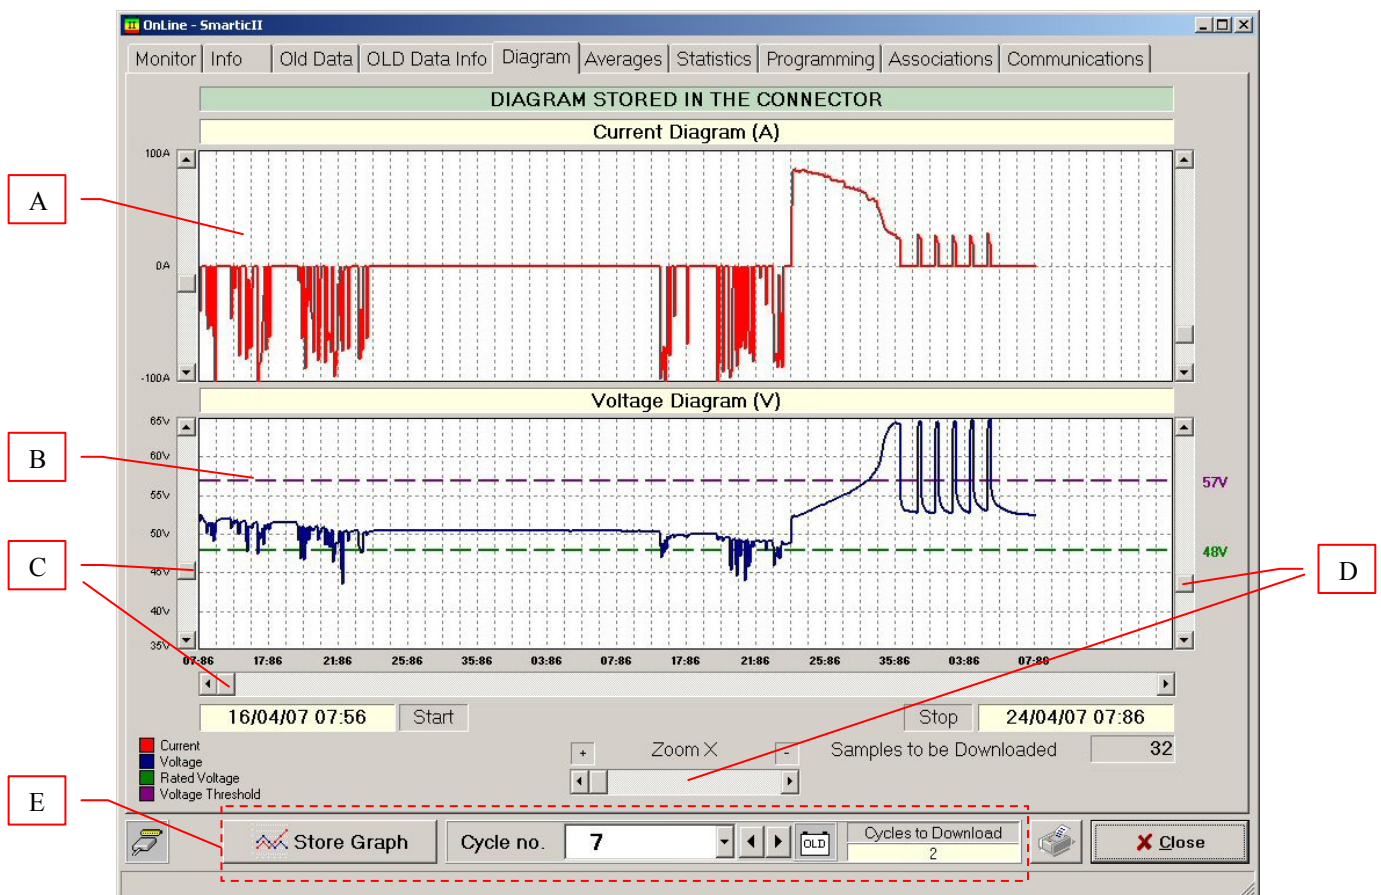 OnLine - SmarticII
Monitor Info Old Data OLD Data Info Diagram Averages Statistics Programming Associations Communications
DIAGRAM STORED IN THE CONNECTOR
Current Diagram (A)
100A
A
0A
-100A
Voltage Diagram (V)
65V
B
60V
57V
55V
50V
48V
C
45V
D
40V
35V
07:86 17:86 21:86 25:86 35:86 03:86 07:86 17:86 21:86 25:86 35:86 03:86 07:86
16/04/07 07:56 Start Stop 24/04/07 07:86
Current
Voltage
Rated Voltage
Voltage Threshold
+ Zoom X - Samples to be Downloaded 32
E
Store Graph Cycle no. 7 OLD Cycles to Download
2
Close